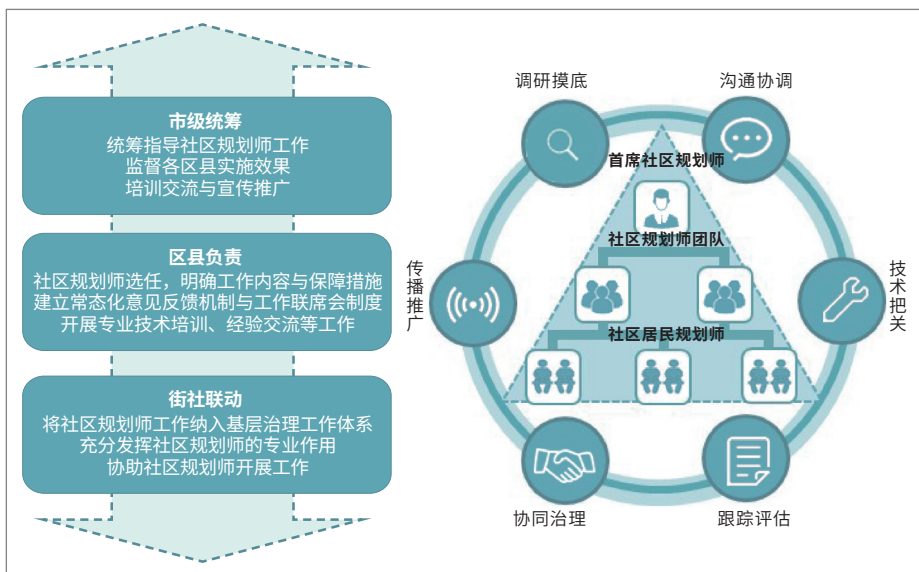 市级统筹
统筹指导社区规划师工作
监督各区县实施效果
培训交流与宣传推广
区县负责
社区规划师选任，明确工作内容与保障措施
建立常态化意见反馈机制与工作联席会制度
开展专业技术培训、经验交流等工作
街社联动
将社区规划师工作纳入基层治理工作体系
充分发挥社区规划师的专业作用
协助社区规划师开展工作
调研摸底
沟通协调
首席社区规划师
社区规划师团队
传播推广
技术把关
社区居民规划师
协同治理
跟踪评估